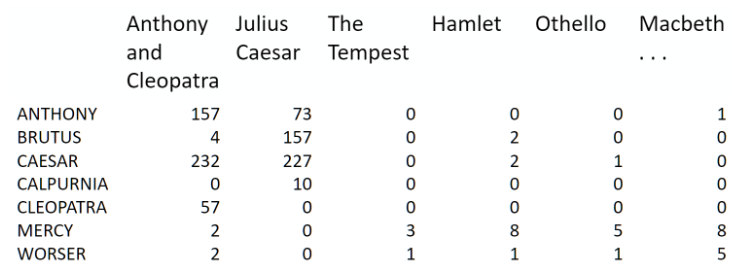 Anthony Julius The Hamlet Othello Macbeth
and Caesar Tempest . . .
Cleopatra
ANTHONY 157 73 0 0 0 1
BRUTUS 4 157 0 2 0 0
CAESAR 232 227 0 2 1 0
CALPURNIA 0 10 0 0 0 0
CLEOPATRA 57 0 0 0 0 0
MERCY 2 0 3 8 5 8
WORSER 2 0 1 1 1 5